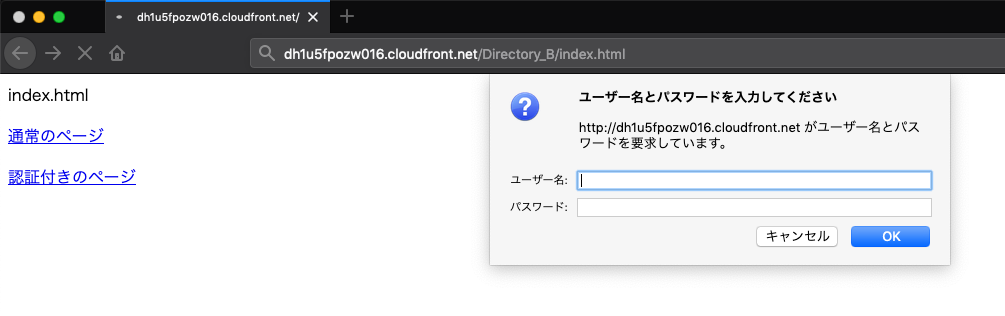 dh1u5fpozw016.cloudfront.net/
dh1u5fpozw016.cloudfront.net/Directory_B/index.html
index.html
通常のページ
認証付きのページ
ユーザー名とパスワードを入力してください
http://dh1u5fpozw016.cloudfront.net がユーザー名とパス
ワードを要求しています。
ユーザー名:
パスワード:
キャンセル
OK